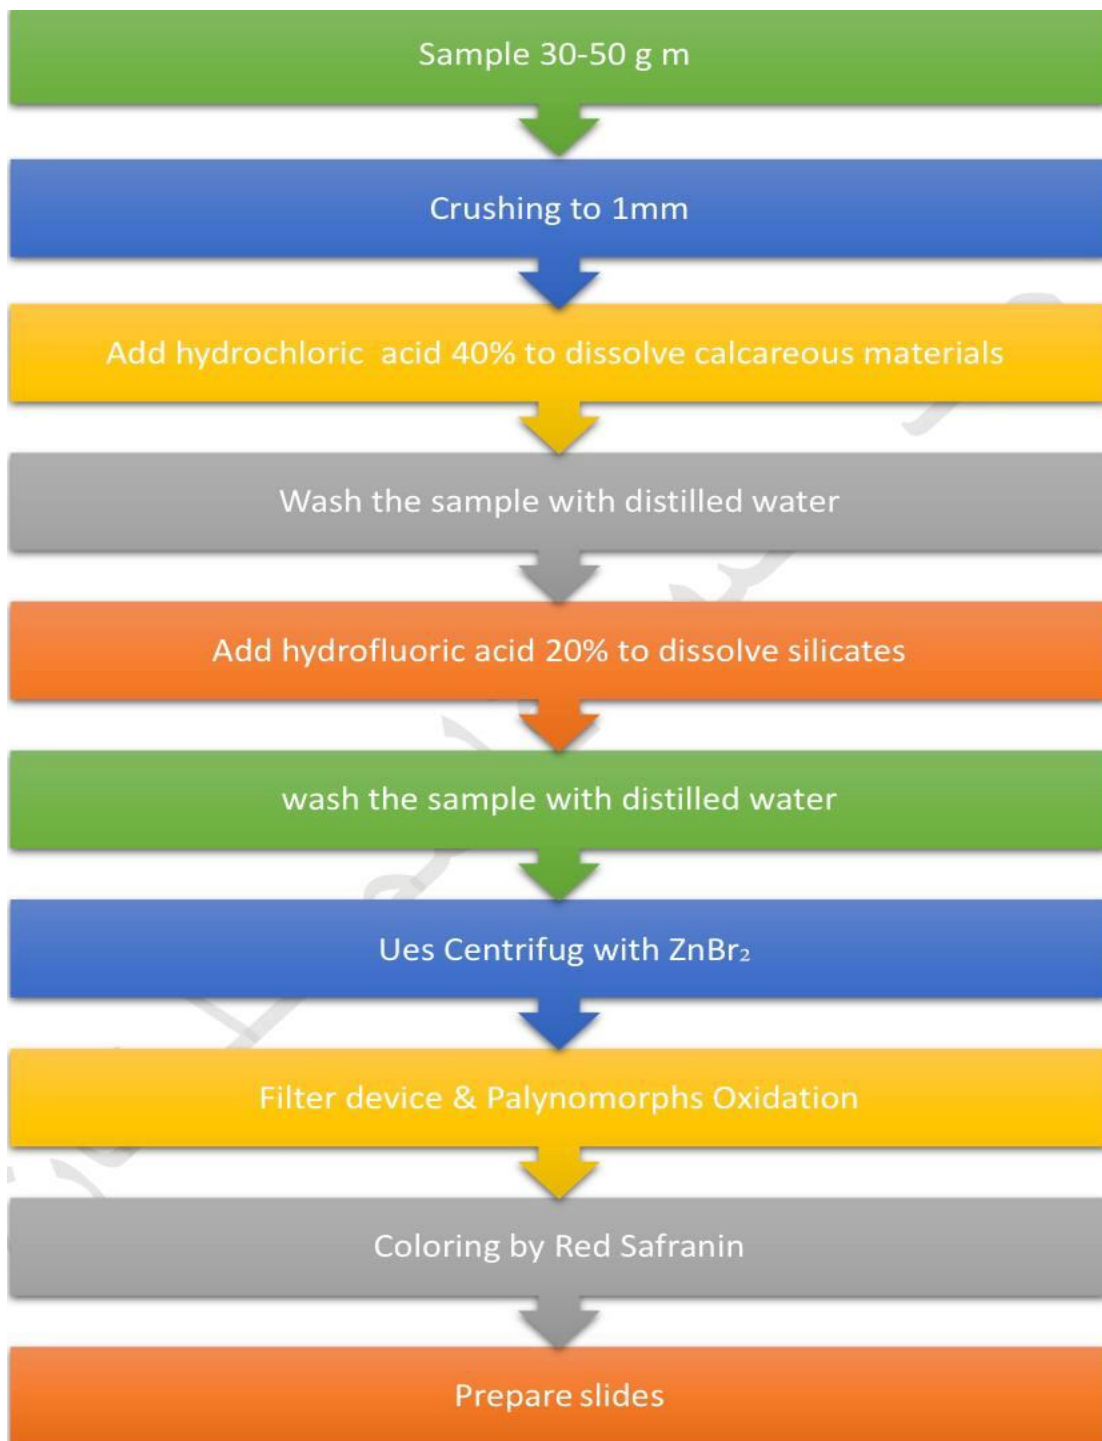 Sample 30-50 g m
Crushing to 1mm
Add hydrochloric acid 40% to dissolve calcareous materials
Wash the sample with distilled water
Add hydrofluoric acid 20% to dissolve silicates
wash the sample with distilled water
Ues Centrifug with ZnBr₂
Filter device & Palynomorphs Oxidation
Coloring by Red Safranin
Prepare slides